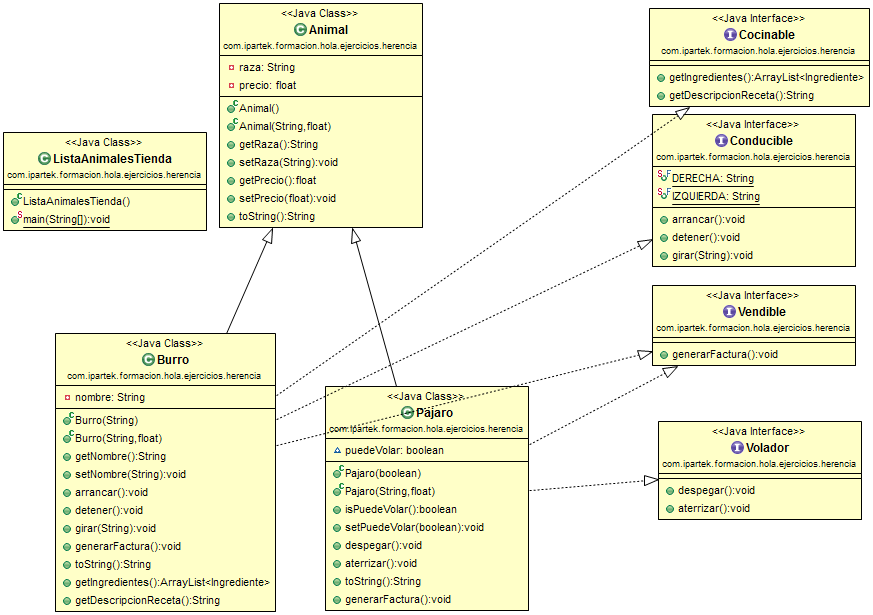 <<Java Class>>
Animal
com.ipartek.formacion.hola.ejercicios.herencia
raza: String
precio: float
Animal()
Animal(String,float)
getRaza():String
setRaza(String):void
getPrecio():float
setPrecio(float):void
toString():String
<<Java Class>>
ListaAnimalesTienda
com.ipartek.formacion.hola.ejercicios.herencia
ListaAnimalesTienda()
main(String[]):void
<<Java Interface>>
Cocinable
com.ipartek.formacion.hola.ejercicios.herencia
getIngredientes():ArrayList<Ingrediente>
getDescripcionReceta():String
<<Java Interface>>
Conducible
com.ipartek.formacion.hola.ejercicios.herencia
DERECHA: String
IZQUIERDA: String
arrancar():void
detener():void
girar(String):void
<<Java Interface>>
Vendible
com.ipartek.formacion.hola.ejercicios.herencia
generarFactura():void
<<Java Class>>
Burro
com.ipartek.formacion.hola.ejercicios.herencia
nombre: String
Burro(String)
Burro(String,float)
getNombre():String
setNombre(String):void
arrancar():void
detener():void
girar(String):void
generarFactura():void
toString():String
getIngredientes():ArrayList<Ingrediente>
getDescripcionReceta():String
<<Java Class>>
Pajaro
com.ipartek.formacion.hola.ejercicios.herencia
puedeVolar: boolean
Pajaro(boolean)
Pajaro(String,float)
isPuedeVolar():boolean
setPuedeVolar(boolean):void
despegar():void
aterrizar():void
toString():String
generarFactura():void
<<Java Interface>>
Volador
com.ipartek.formacion.hola.ejercicios.herencia
despegar():void
aterrizar():void